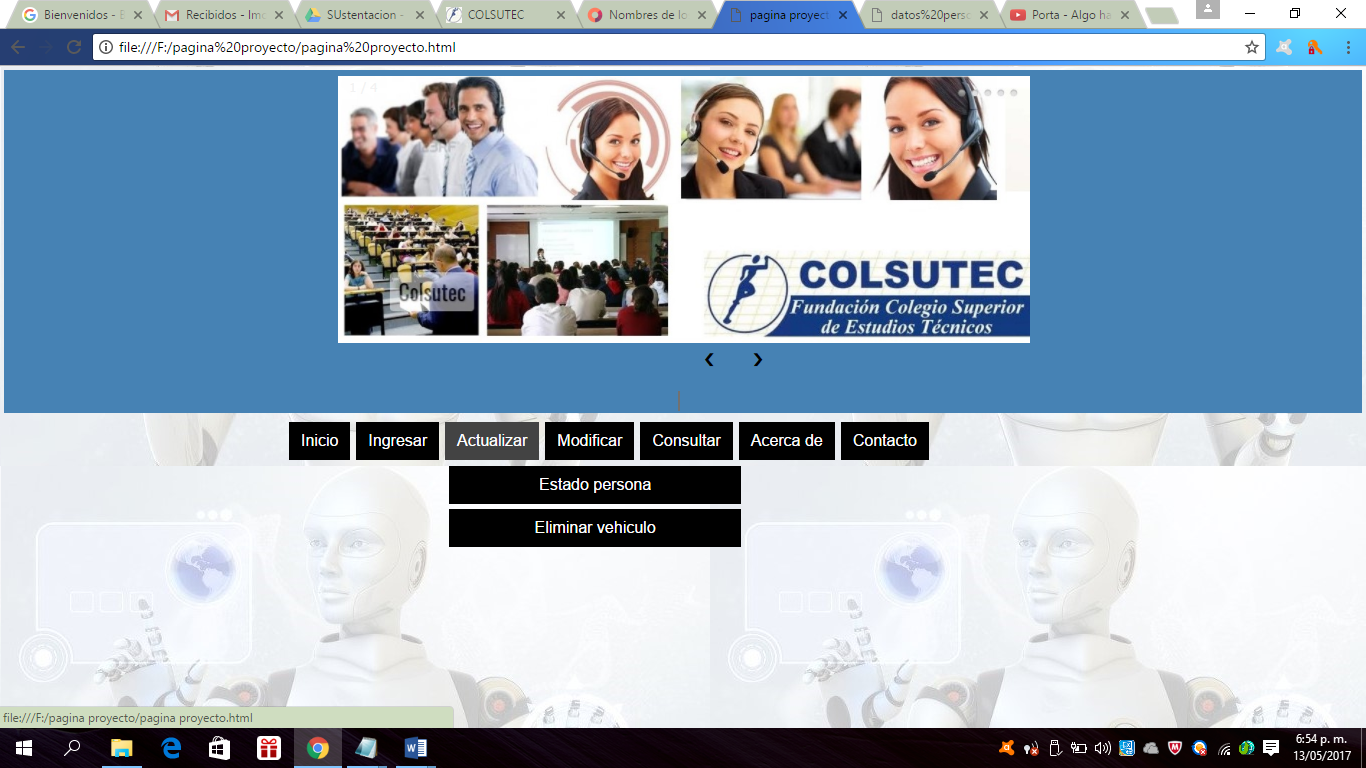 Bienvenidos - E
Recibidos - Imc
SUstentacion -
COLSUTEC
Nombres de lo
pagina proyect
datos%20perso
Porta - Algo ha
file:///F:/pagina%20proyecto/pagina%20proyecto.html
1 / 4
Colsutec
COLSUTEC
Fundación Colegio Superior
de Estudios Técnicos
Inicio
Ingresar
Actualizar
Modificar
Consultar
Acerca de
Contacto
Estado persona
Eliminar vehiculo
file:///F:/pagina proyecto/pagina proyecto.html
6:54 p. m.
13/05/2017